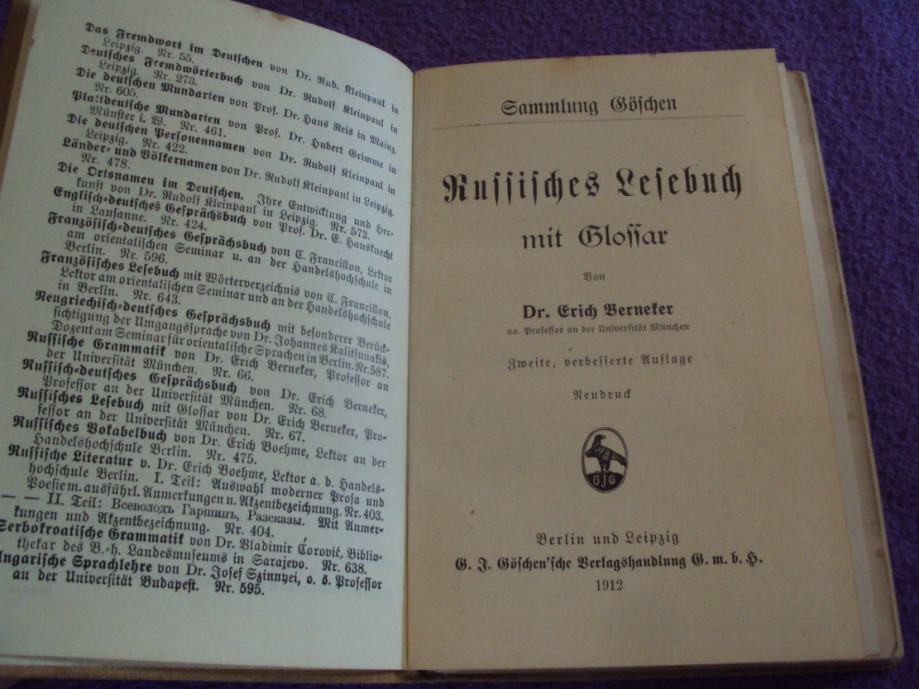 Das Fremdwort im Deutschen von Dr. Rud. Kleinpaul in
Leipzig. Nr. 55.
Deutsches Fremdwörterbuch von Dr. Rudolf Kleinpaul in
Leipzig. Nr. 273.
Die deutschen Mundarten von Prof. Dr. Hans Reis in Mainz.
Nr. 605.
Plattdeutsche Mundarten von Prof. Dr. Hubert Grimme in
Münster i. W. Nr. 461.
Die deutschen Personennamen von Dr. Rudolf Kleinpaul in
Leipzig. Nr. 422.
Länder- und Völkernamen von Dr. Rudolf Kleinpaul in Leipzig.
Nr. 478.
Die Ortsnamen im Deutschen. Ihre Entwicklung und Her-
kunft von Dr. Rudolf Kleinpaul in Leipzig. Nr. 573.
Englisch-deutsches Gesprächsbuch von Prof. Dr. E. Hausknecht
in Lausanne. Nr. 424.
Französisch-deutsches Gesprächsbuch von C. Francillon, Lektor
am orientalischen Seminar u. an der Handelshochschule in
Berlin. Nr. 596.
Französisches Lesebuch mit Wörterverzeichnis von C. Francillon,
Lektor am orientalischen Seminar und an der Handelshochschule
in Berlin. Nr. 643.
Neugriechisch-deutsches Gesprächsbuch mit besonderer Berück-
sichtigung der Umgangssprache von Dr. Johannes Kalitsunakis,
Dozent am Seminar für orientalische Sprachen in Berlin. Nr. 587.
Russische Grammatik von Dr. Erich Berneker, Professor an
der Universität München. Nr. 66.
Russisch-deutsches Gesprächsbuch von Dr. Erich Berneker,
Professor an der Universität München. Nr. 68.
Russisches Lesebuch mit Glossar von Dr. Erich Berneker, Pro-
fessor an der Universität München. Nr. 67.
Russisches Vokabelbuch von Dr. Erich Boehme, Lektor an der
Handelshochschule Berlin. Nr. 475.
Russische Literatur v. Dr. Erich Boehme, Lektor a. d. Handels-
hochschule Berlin. I. Teil: Auswahl moderner Prosa und
Poesie m. ausführl. Anmerkungen u. Akzentbezeichnung. Nr. 403.
— — II. Teil: Всеволодъ Гаршинъ, Разсказы. Mit Anmer-
kungen und Akzentbezeichnung. Nr. 404.
Serbokroatische Grammatik von Dr. Vladimir Ćorović, Biblio-
thekar des B.-h. Landesmuseums in Sarajevo. Nr. 638.
Ungarische Sprachlehre von Dr. Josef Szinnyei, o. ö. Professor
an der Universität Budapest. Nr. 595.
Sammlung Göschen
Russisches Lesebuch
mit Glossar
Von
Dr. Erich Berneker
ao. Professor an der Universität München
Zweite, verbesserte Auflage
Neudruck
GJG
Berlin und Leipzig
G. J. Göschen'sche Verlagshandlung G. m. b. H.
1912